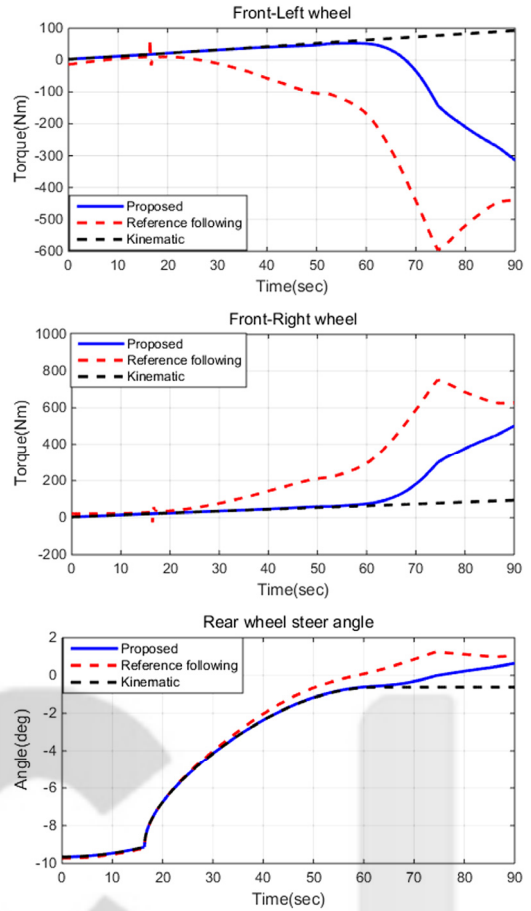 Front-Left wheel
100
0
-100
-200
-300
-400
-500
-600
Torque(Nm)
Proposed
Reference following
Kinematic
0 10 20 30 40 50 60 70 80 90
Time(sec)
Front-Right wheel
1000
800
600
400
200
0
-200
Torque(Nm)
Proposed
Reference following
Kinematic
0 10 20 30 40 50 60 70 80 90
Time(sec)
Rear wheel steer angle
2
0
-2
-4
-6
-8
-10
Angle(deg)
Proposed
Reference following
Kinematic
0 10 20 30 40 50 60 70 80 90
Time(sec)